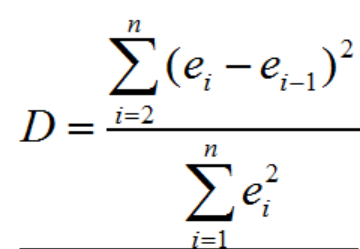 D = \frac{\sum_{i=2}^{n} (e_i - e_{i-1})^2}{\sum_{i=1}^{n} e_i^2}